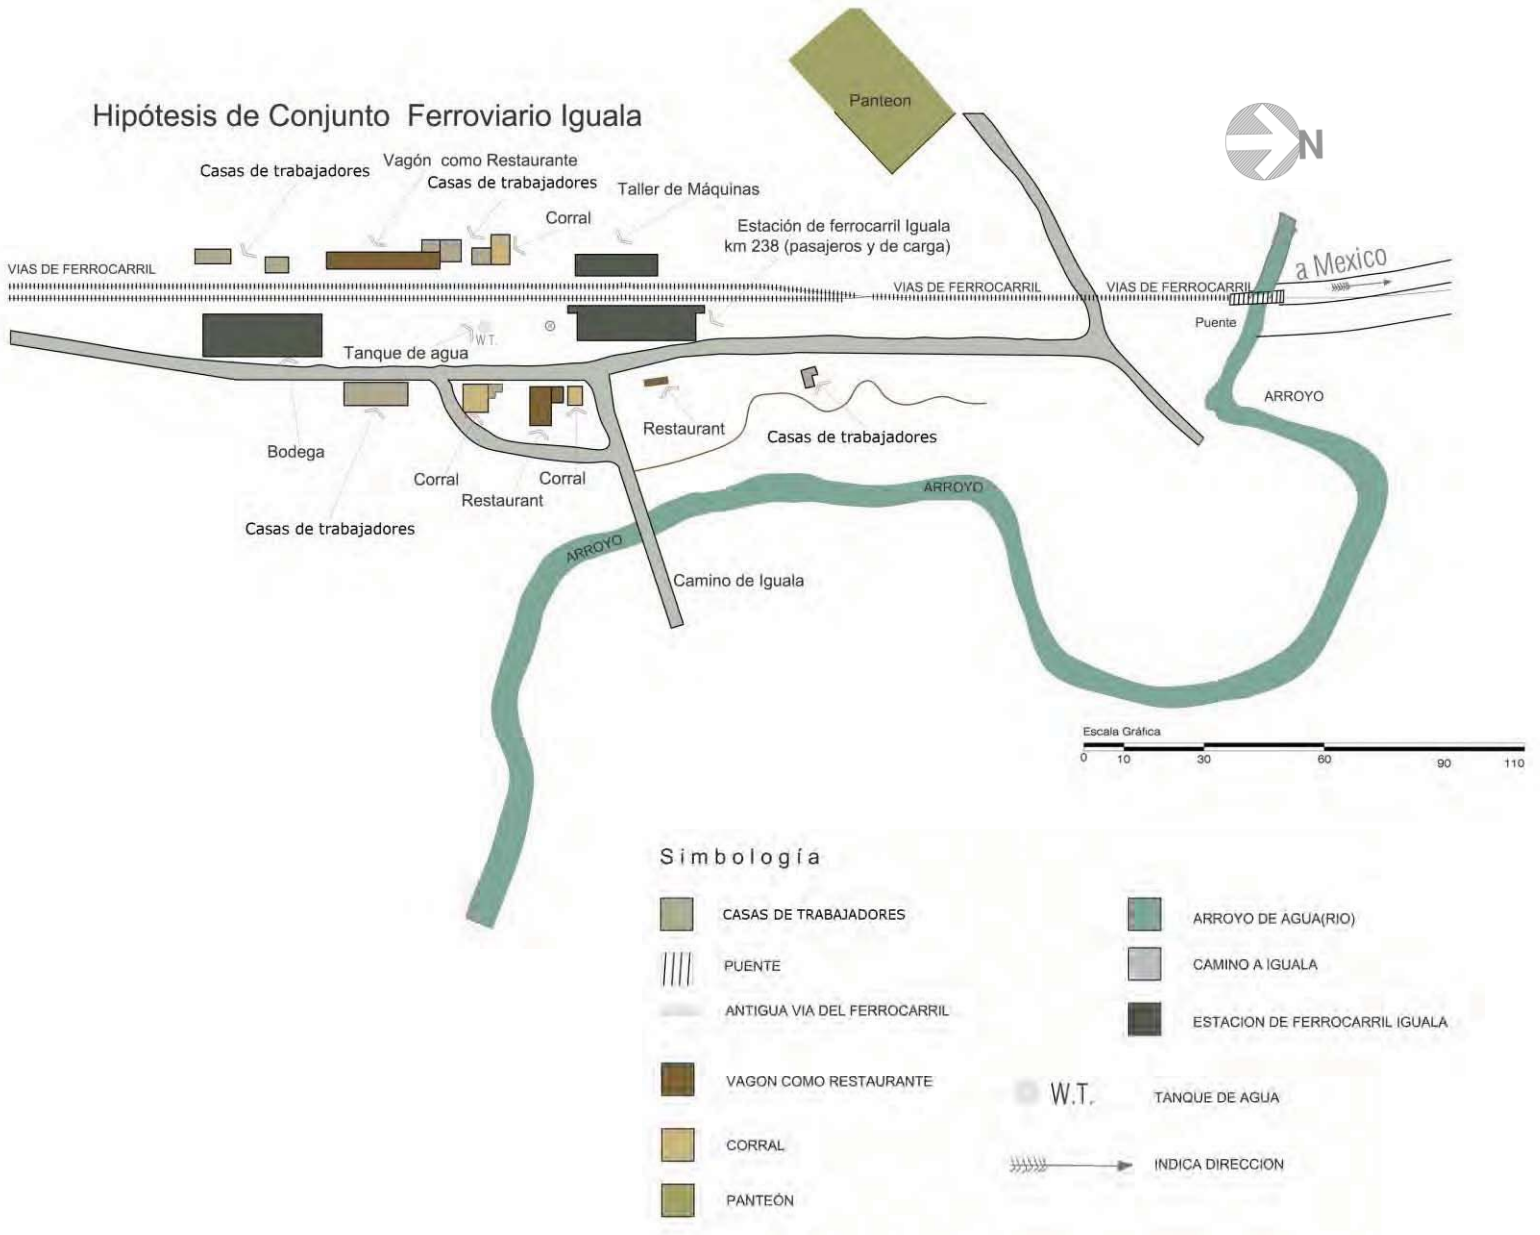 Hipótesis de Conjunto Ferroviario Iguala
Panteon
N
Casas de trabajadores
Vagón como Restaurante
Casas de trabajadores
Corral
Taller de Máquinas
Estación de ferrocarril Iguala
km 238 (pasajeros y de carga)
VIAS DE FERROCARRIL
VIAS DE FERROCARRIL
VIAS DE FERROCARRIL
a Mexico
Puente
Tanque de agua
W.T.
ARROYO
Restaurant
Casas de trabajadores
Bodega
Corral
Corral
Restaurant
Casas de trabajadores
ARROYO
ARROYO
Camino de Iguala
Escala Gráfica
0 10 30 60 90 110
Simbología
CASAS DE TRABAJADORES
PUENTE
ANTIGUA VIA DEL FERROCARRIL
VAGON COMO RESTAURANTE
CORRAL
PANTEÓN
ARROYO DE AGUA(RIO)
CAMINO A IGUALA
ESTACION DE FERROCARRIL IGUALA
W.T. TANQUE DE AGUA
INDICA DIRECCION